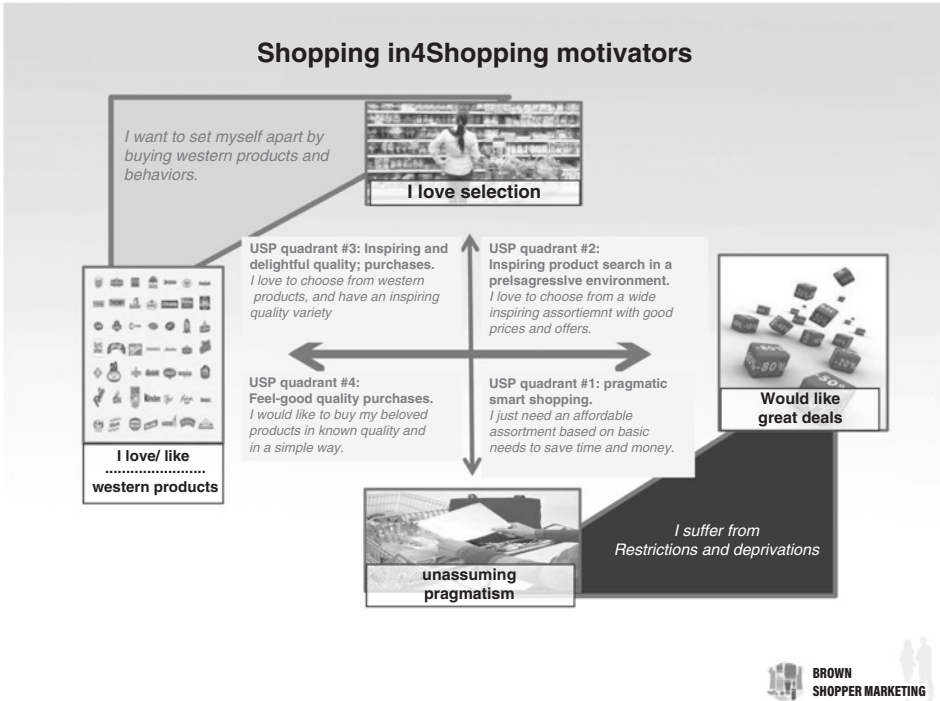 Shopping in4Shopping motivators
I want to set myself apart by
buying western products and
behaviors.
I love selection
USP quadrant #3: Inspiring and
delightful quality; purchases.
I love to choose from western
products, and have an inspiring
quality variety
USP quadrant #2:
Inspiring product search in a
prelsagresslve environment.
I love to choose from a wide
inspiring assortiemnt with good
prices and offers.
USP quadrant #4:
Feel-good quality purchases.
I would like to buy my beloved
products in known quality and
in a simple way.
USP quadrant #1: pragmatic
smart shopping.
I just need an affordable
assortment based on basic
needs to save time and money.
I love/ like
........................
western products
-80%
-70%
50%
Would like
great deals
unassuming
pragmatism
I suffer from
Restrictions and deprivations
BROWN
SHOPPER MARKETING